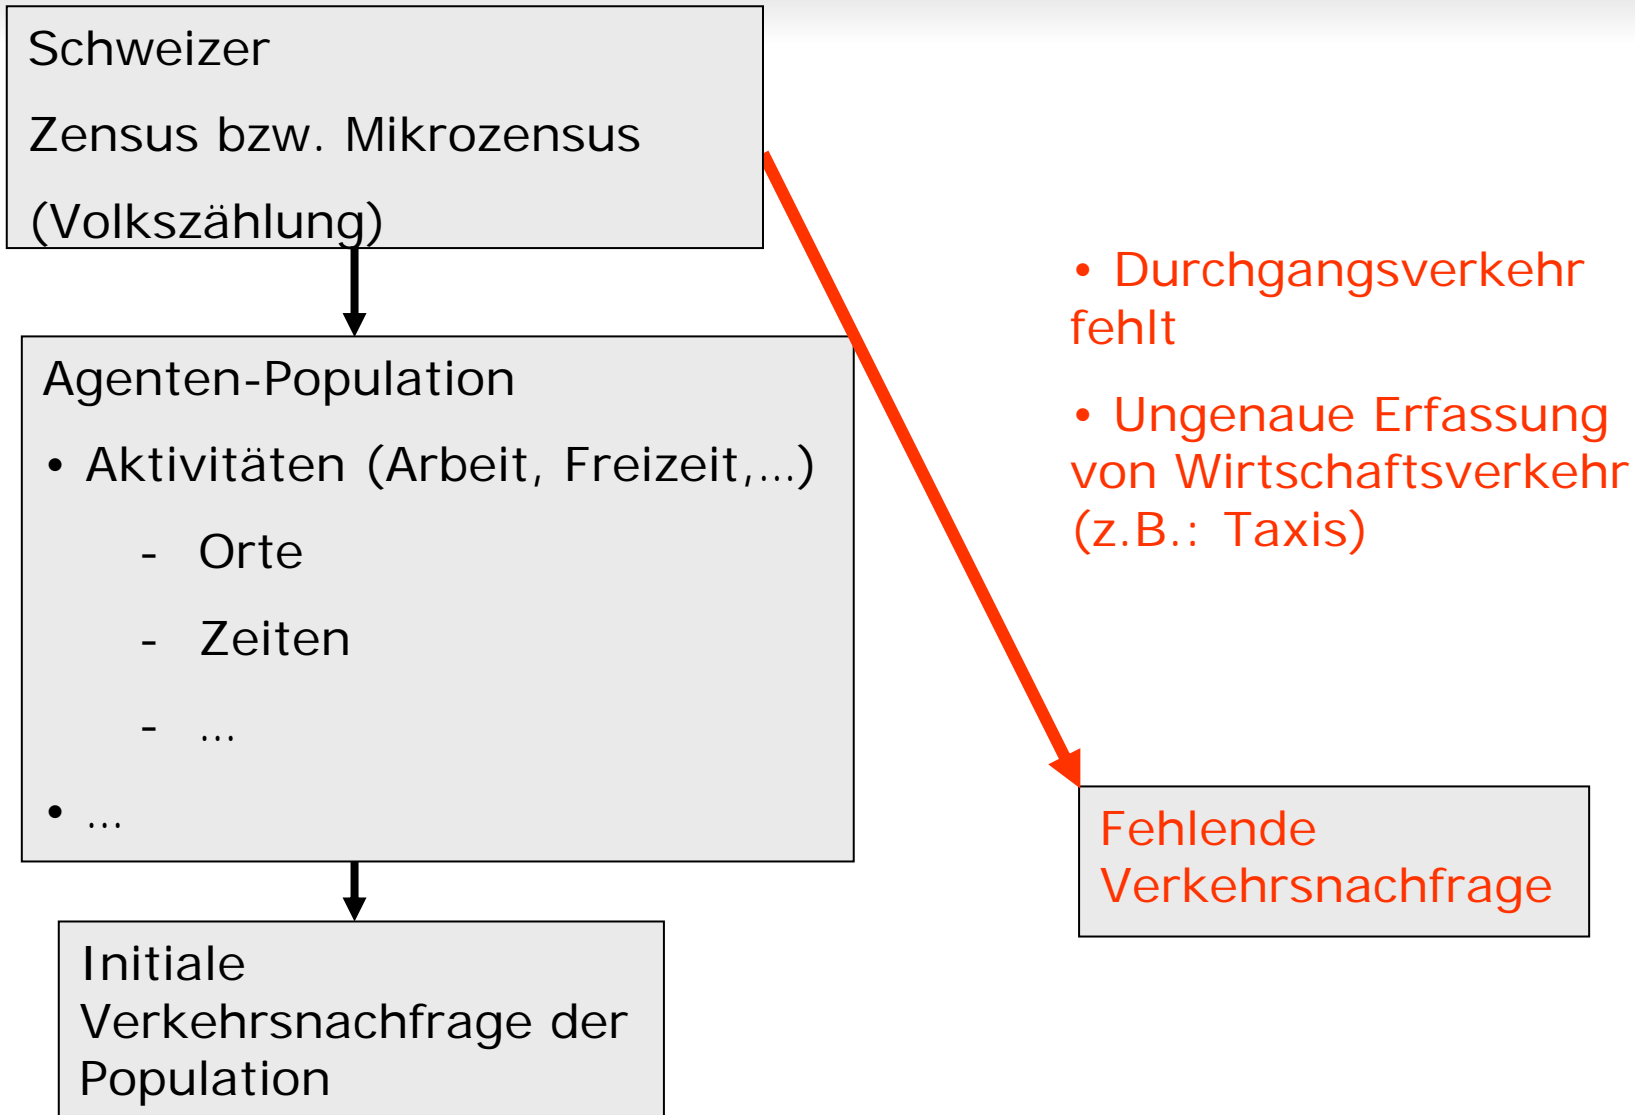 Schweizer
Zensus bzw. Mikrozensus
(Volkszählung)
Agenten-Population
• Aktivitäten (Arbeit, Freizeit,...)
- Orte
- Zeiten
- ...
• ...
Initiale
Verkehrsnachfrage der
Population
• Durchgangsverkehr
fehlt
• Ungenaue Erfassung
von Wirtschaftsverkehr
(z.B.: Taxis)
Fehlende
Verkehrsnachfrage